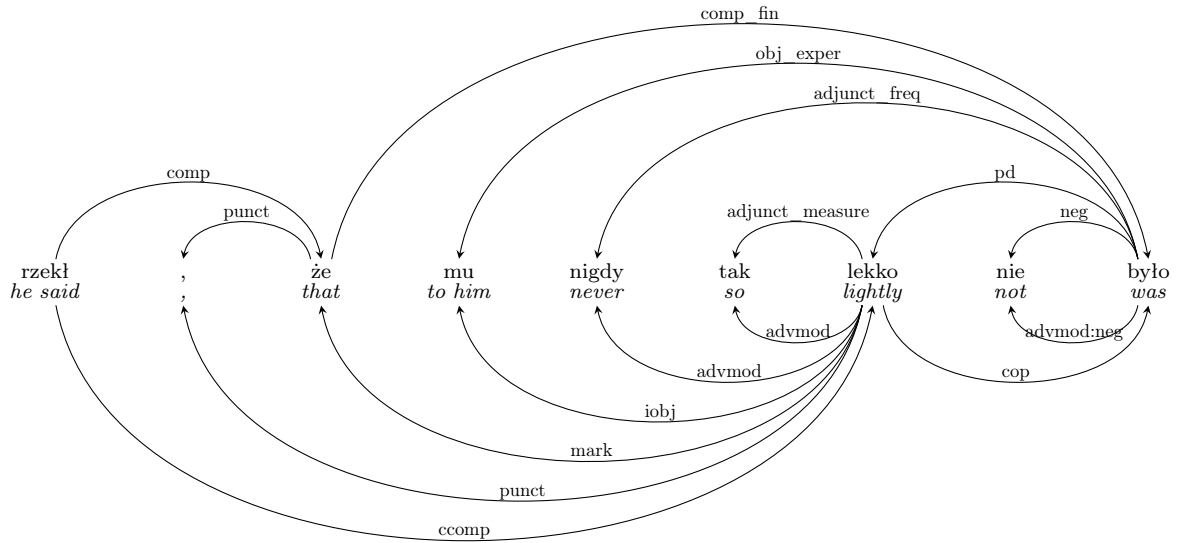 comp_fin
obj_exper
adjunct_freq
comp pd
punct adjunct_measure neg
rzekł , że mu nigdy tak lekko nie było
he said , that to him never so lightly not was
advmod advmod:neg
advmod cop
iobj
mark
punct
ccomp